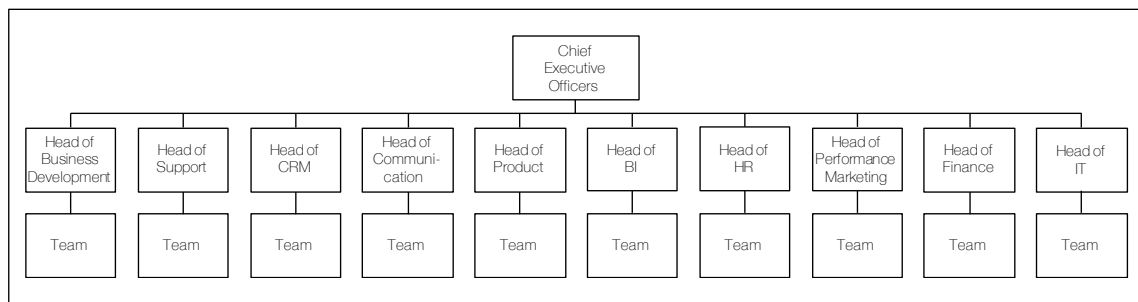 Chief
Executive
Officers
Head of
Business
Development
Head of
Support
Head of
CRM
Head of
Communi-
cation
Head of
Product
Head of
BI
Head of
HR
Head of
Performance
Marketing
Head of
Finance
Head of
IT
Team
Team
Team
Team
Team
Team
Team
Team
Team
Team